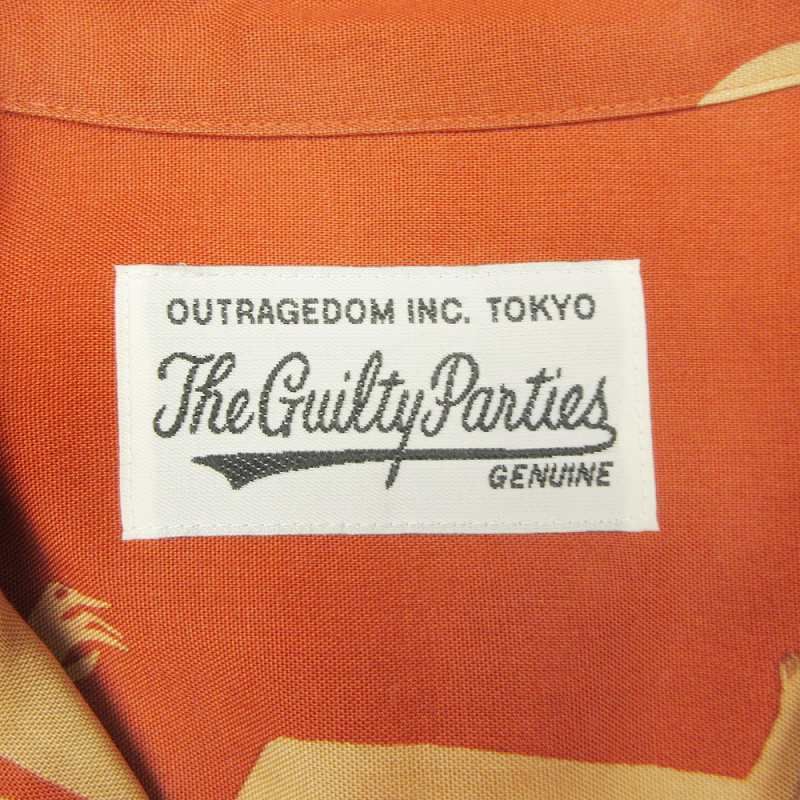 OUTRAGEDOM INC. TOKYO
The Guilty Parties
GENUINE